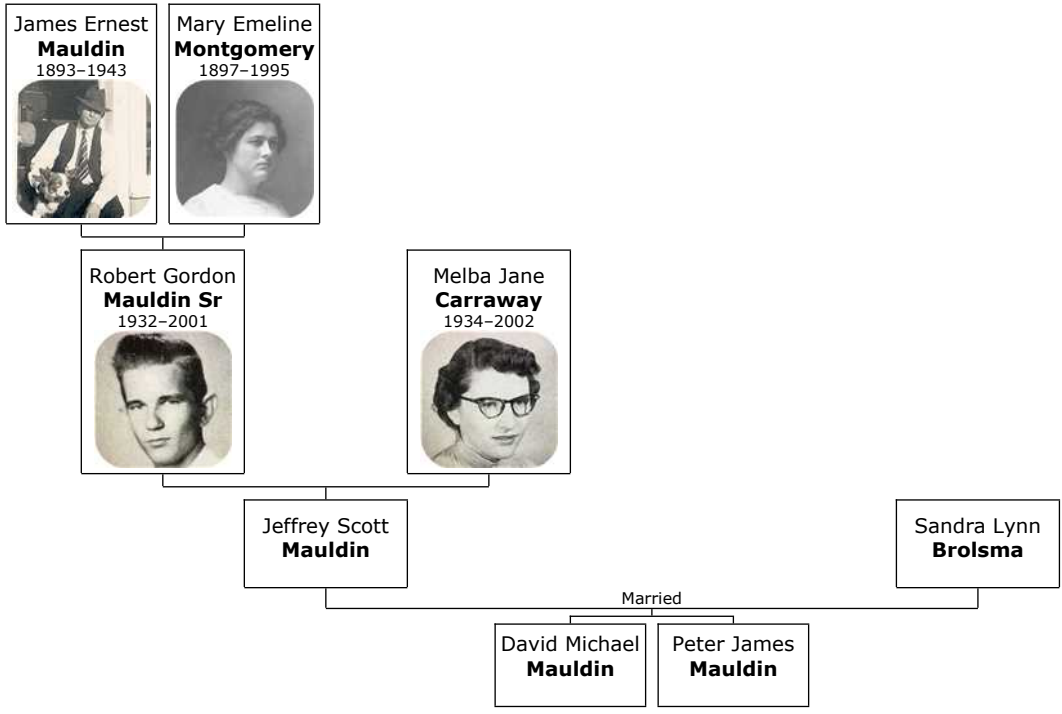 James Ernest
Mauldin
1893–1943
Mary Emeline
Montgomery
1897–1995
Robert Gordon
Mauldin Sr
1932–2001
Melba Jane
Carraway
1934–2002
Jeffrey Scott
Mauldin
Sandra Lynn
Brolsma
Married
David Michael
Mauldin
Peter James
Mauldin